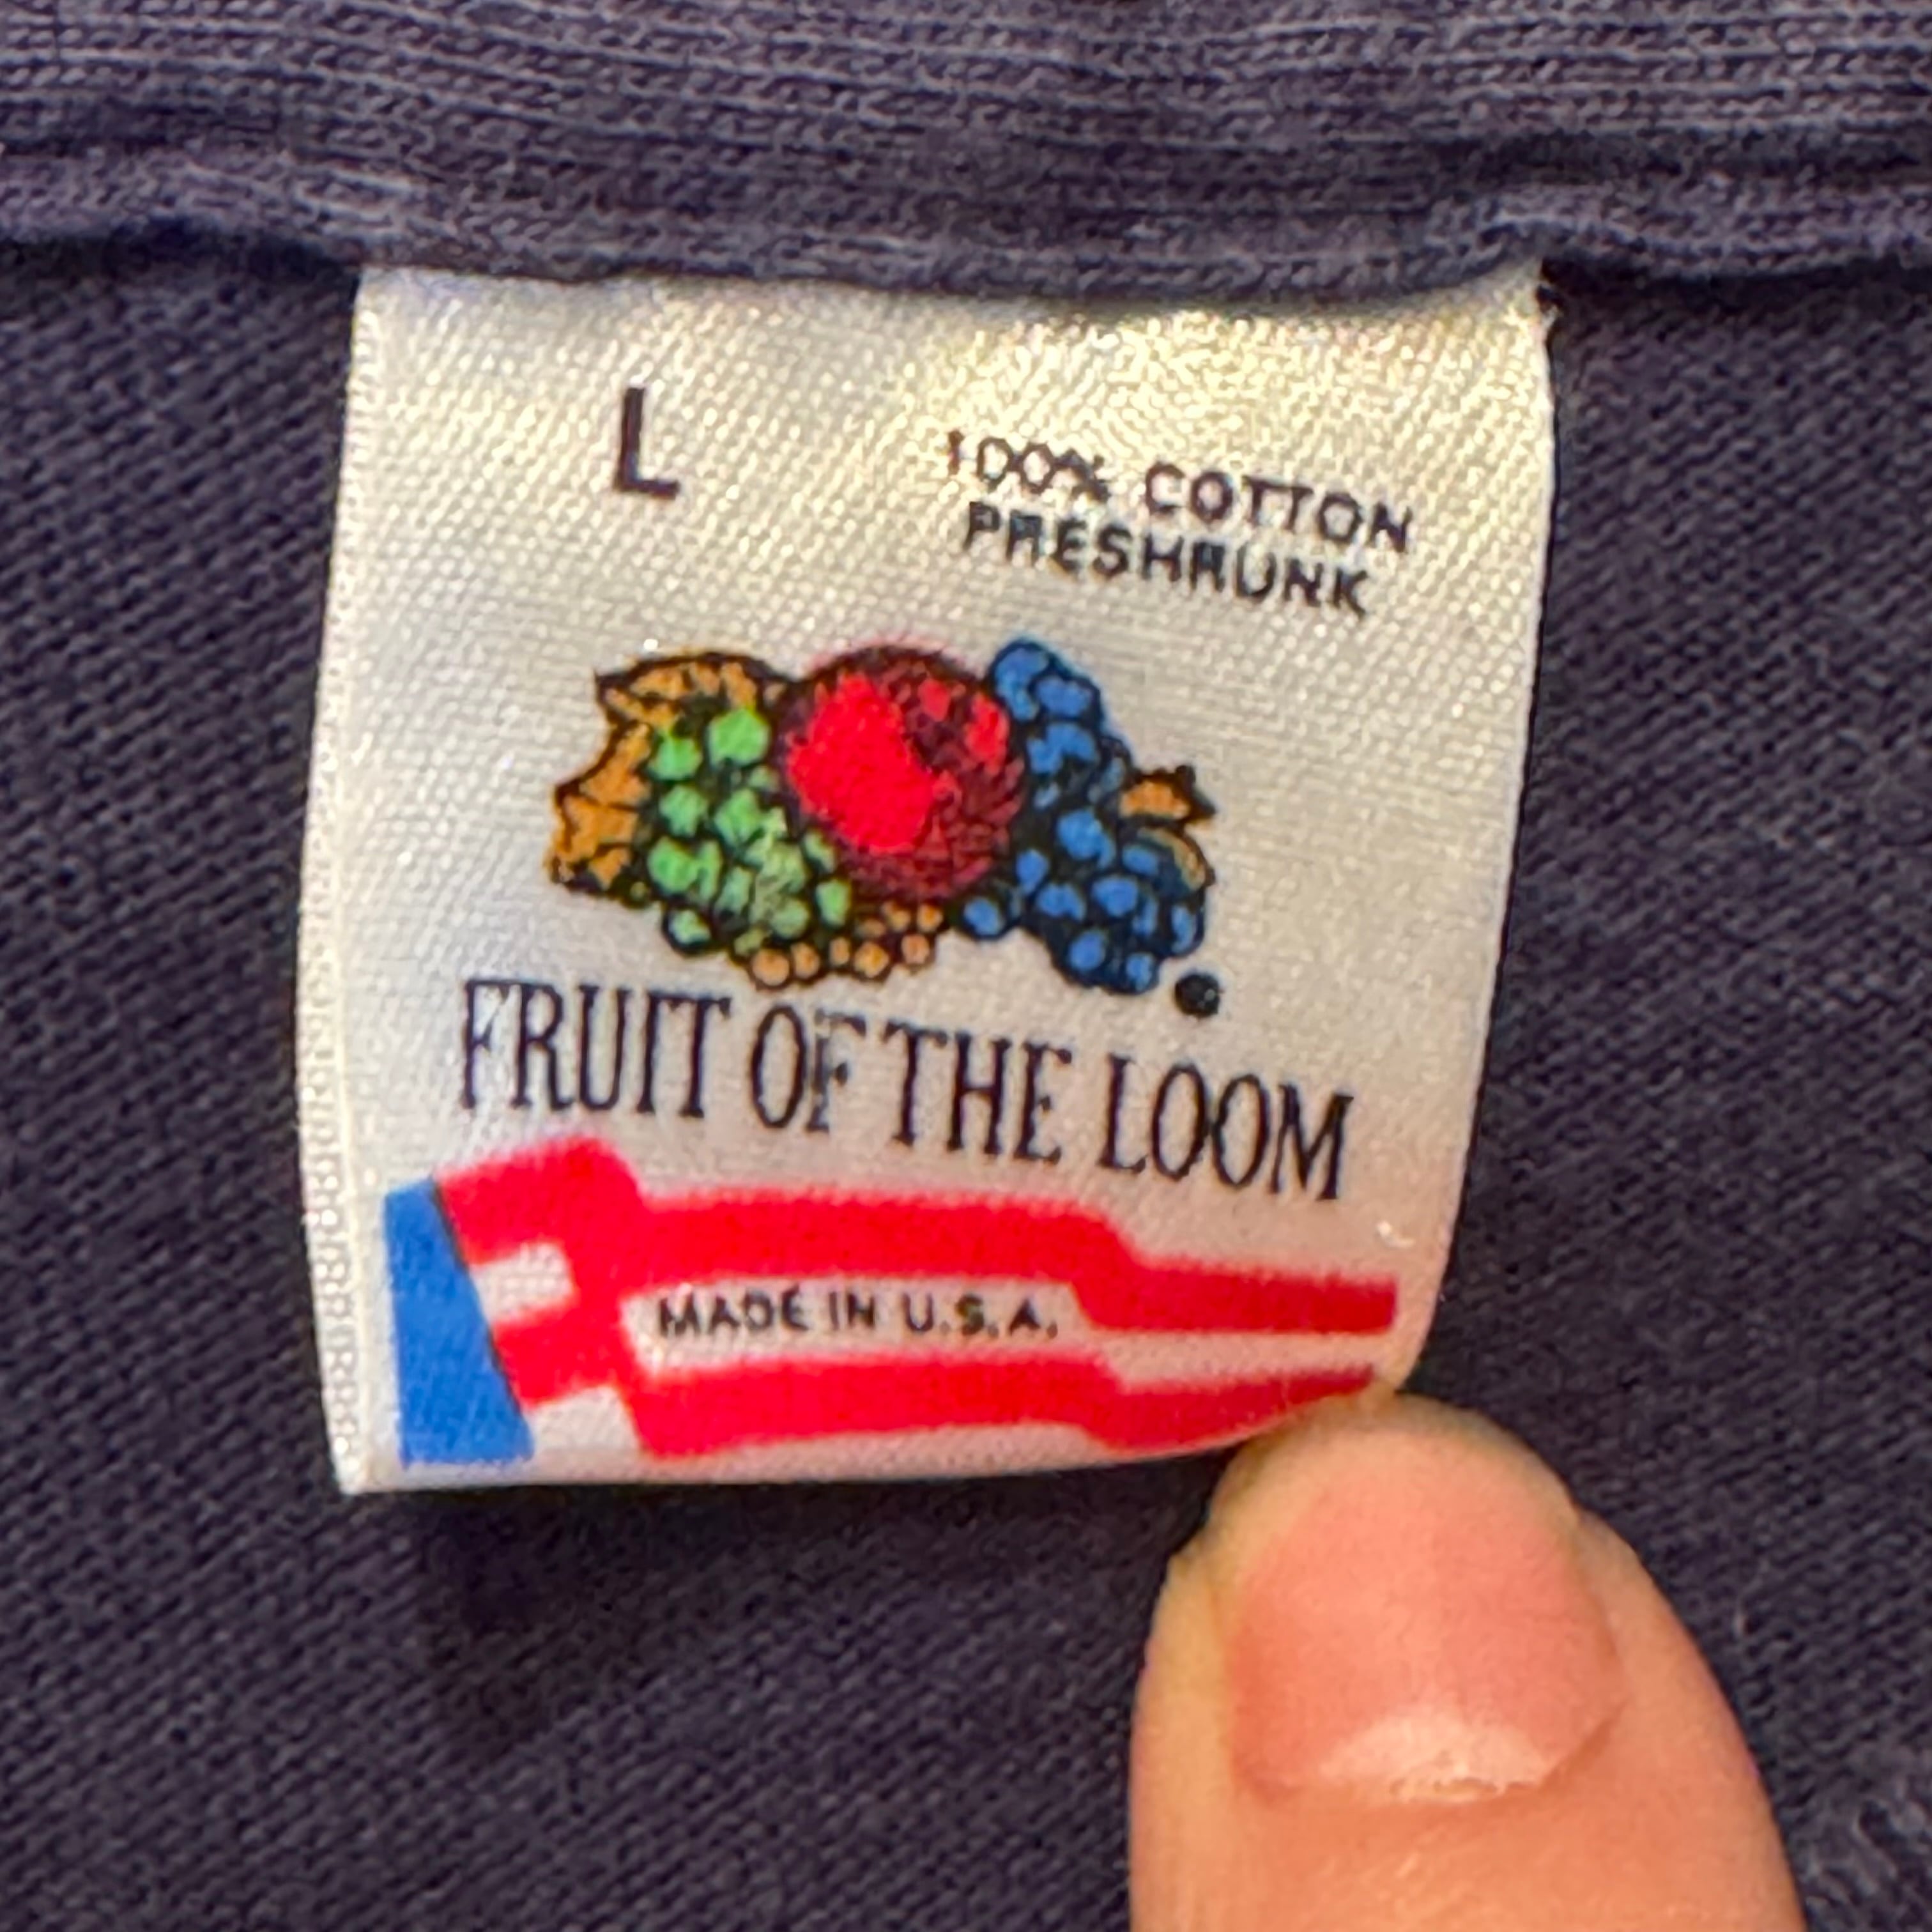 L
100% COTTON
PRESHRUNK
FRUIT OF THE LOOM
MADE IN U.S.A.